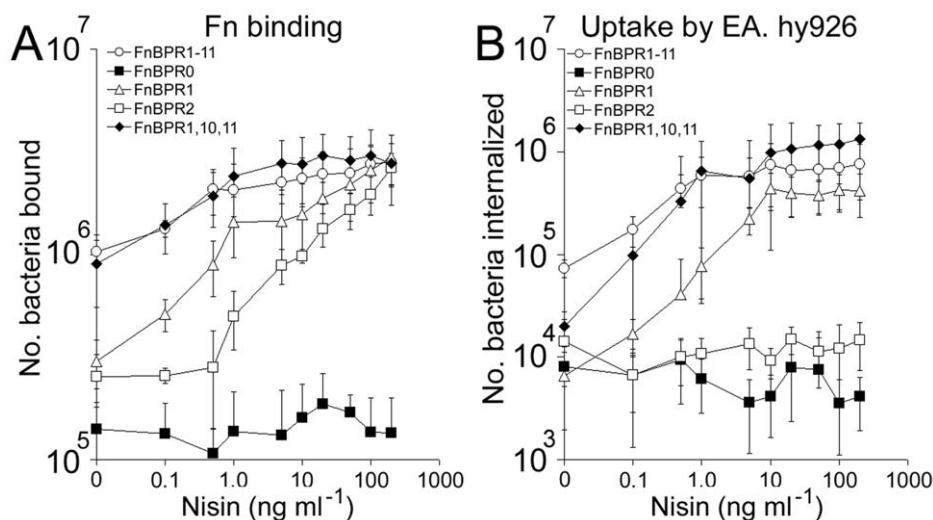 A
Fn binding
10^7
FnBPR1-11
FnBPR0
FnBPR1
FnBPR2
FnBPR1,10,11
10^6
10^5
No. bacteria bound
0 0.1 1.0 10 100 1000
Nisin (ng ml^-1)
B
Uptake by EA. hy926
10^7
FnBPR1-11
FnBPR0
FnBPR1
FnBPR2
FnBPR1,10,11
10^6
10^5
10^4
10^3
No. bacteria internalized
0 0.1 1.0 10 100 1000
Nisin (ng ml^-1)